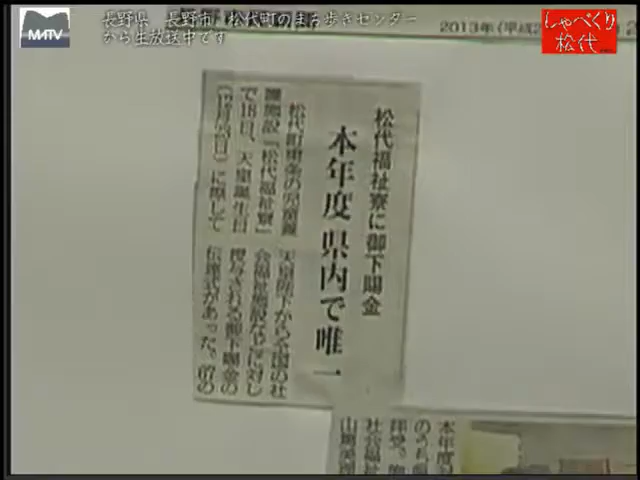 MATV
長野県 長野市 松代町のまち歩きセンター
から生放送中です
しゃべくり
松代
2013年(平成2
松代福祉寮に御下賜金
本年度 県内で唯一
松代町東条の児童養
護施設「松代福祉寮」
で18日、天皇誕生日
(12月23日)に際して
天皇陛下から全国の社
会福祉施設などに対し
授与される御下賜金の
伝達式があった。67の
本年度
のうち
拝受。
社会福祉